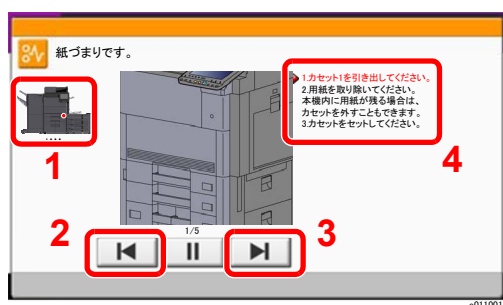 紙づまりです。
1.カセット1を引き出してください。
2.用紙を取り除いてください。
本機内に用紙が残る場合は、
カセットを外すこともできます。
3.カセットをセットしてください。
1
4
1/5
2
3
e011001